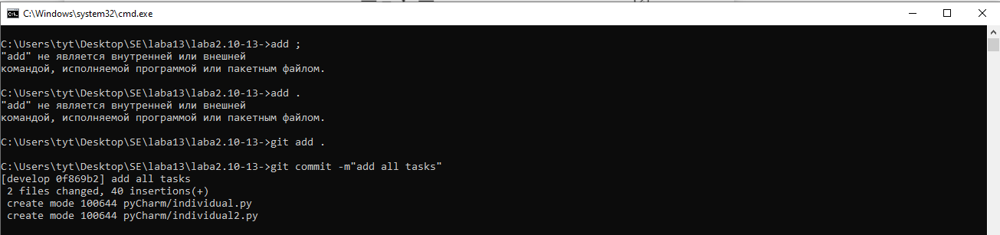 C:\Windows\system32\cmd.exe
C:\Users\tyt\Desktop\SE\laba13\laba2.10-13->add ;
"add" не является внутренней или внешней
командой, исполняемой программой или пакетным файлом.
C:\Users\tyt\Desktop\SE\laba13\laba2.10-13->add .
"add" не является внутренней или внешней
командой, исполняемой программой или пакетным файлом.
C:\Users\tyt\Desktop\SE\laba13\laba2.10-13->git add .
C:\Users\tyt\Desktop\SE\laba13\laba2.10-13->git commit -m"add all tasks"
[develop 0f869b2] add all tasks
 2 files changed, 40 insertions(+)
 create mode 100644 pyCharm/individual.py
 create mode 100644 pyCharm/individual2.py